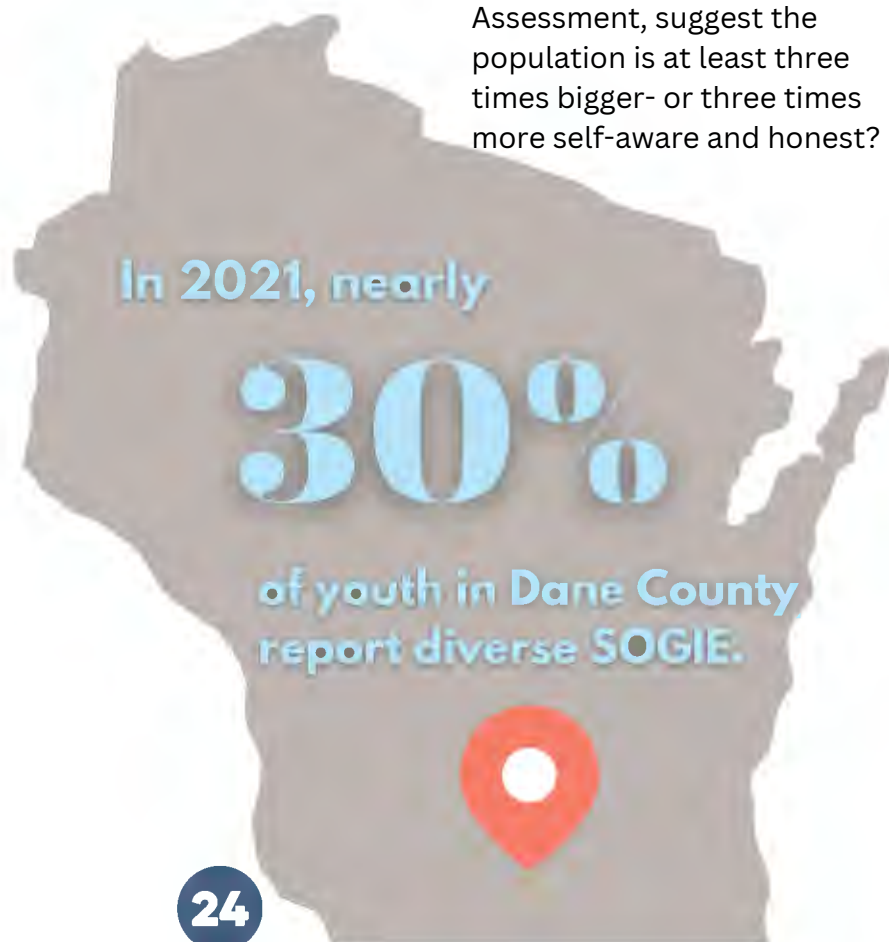 Assessment, suggest the
population is at least three
times bigger- or three times
more self-aware and honest?
In 2021, nearly
30%
of youth in Dane County
report diverse SOGIE.
24